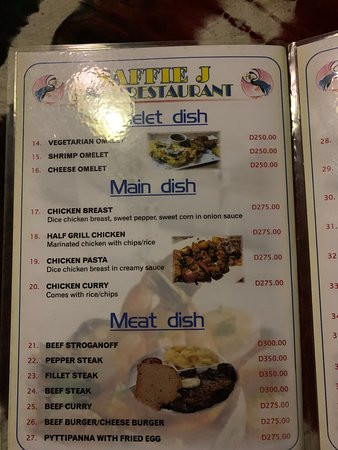 AFFIE J
RESTAURANT
elet dish
14. VEGETARIAN OMELET D250.00
15. SHRIMP OMELET D250.00
16. CHEESE OMELET D250.00
Main dish
17. CHICKEN BREAST D275.00
Dice chicken breast, sweet pepper, sweet corn in onion sauce
18. HALF GRILL CHICKEN D275.00
Marinated chicken with chips/rice
19. CHICKEN PASTA D275.00
Dice chicken breast in creamy sauce
20. CHICKEN CURRY D275.00
Comes with rice/chips
Meat dish
21. BEEF STROGANOFF D300.00
22. PEPPER STEAK D350.00
23. FILLET STEAK D350.00
24. BEEF STEAK D350.00
25. BEEF CURRY D275.00
26. BEEF BURGER/CHEESE BURGER D275.00
27. PYTTIPANNA WITH FRIED EGG D275.00
28.
29.
30.
31.
32.
33.
34.